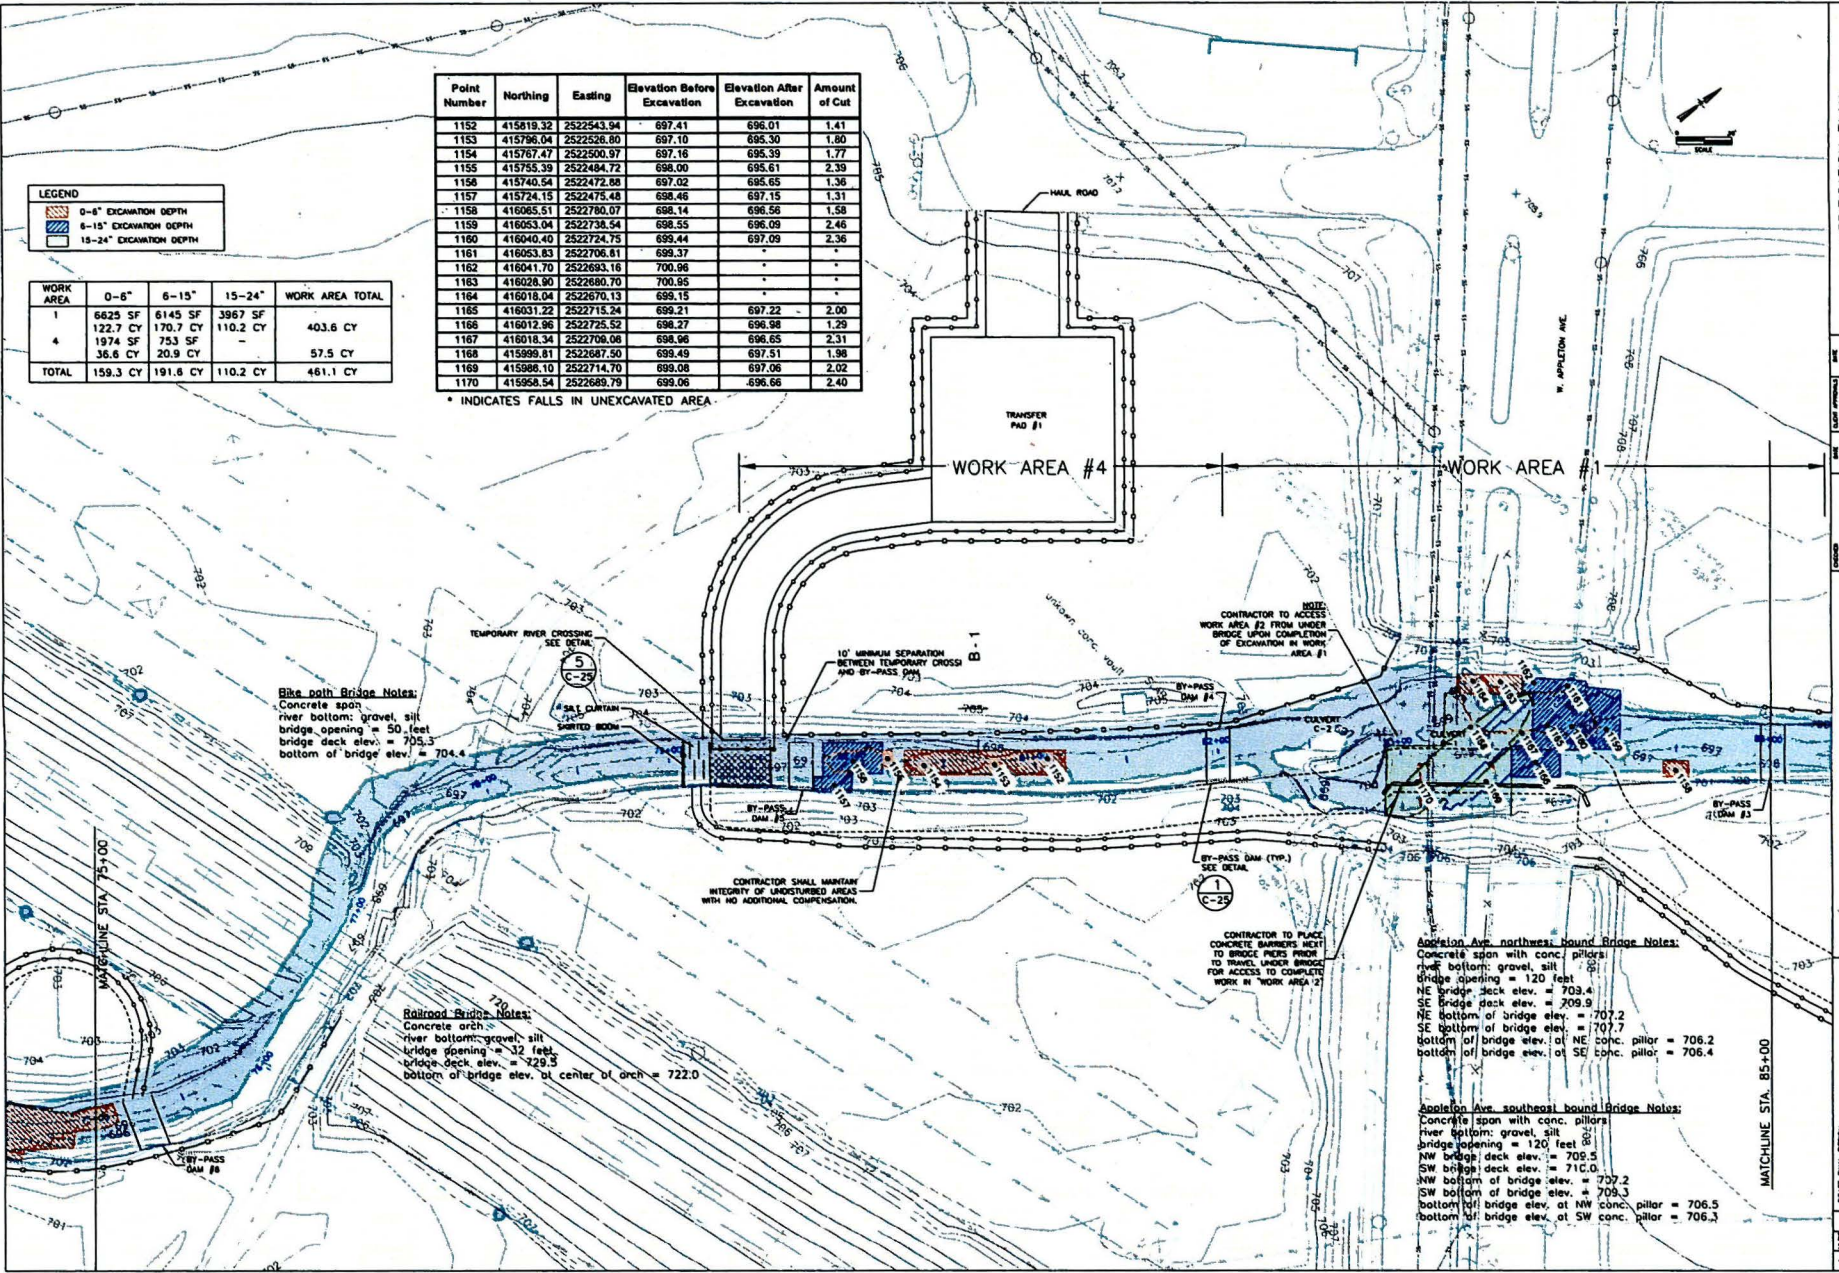 Point Number Northing Easting Elevation Before Excavation Elevation After Excavation Amount of Cut
1152 415819.32 2522543.94 697.41 696.01 1.41
1153 415796.04 2522526.80 697.10 695.30 1.80
1154 415767.47 2522500.97 697.16 695.39 1.77
1155 415755.39 2522484.72 698.00 695.61 2.39
1156 415740.54 2522472.88 697.02 695.65 1.36
1157 415724.15 2522475.48 698.46 697.15 1.31
1158 416065.51 2522780.07 698.14 696.56 1.58
1159 416053.04 2522736.54 698.55 696.09 2.46
1160 416040.40 2522724.75 699.44 697.09 2.36
1161 416053.83 2522706.81 699.37 * *
1162 416041.70 2522693.16 700.96 * *
1163 416028.90 2522680.70 700.95 * *
1164 416018.04 2522670.13 699.15 * *
1165 416031.22 2522715.24 699.21 697.22 2.00
1166 416012.96 2522725.52 698.27 696.98 1.29
1167 416018.34 2522709.08 698.96 696.65 2.31
1168 415999.81 2522687.50 699.49 697.51 1.98
1169 415986.10 2522714.70 699.08 697.06 2.02
1170 415958.54 2522689.79 699.06 696.66 2.40
* INDICATES FALLS IN UNEXCAVATED AREA
LEGEND
0-6" EXCAVATION DEPTH
6-15" EXCAVATION DEPTH
15-24" EXCAVATION DEPTH
WORK AREA 0-6" 6-15" 15-24" WORK AREA TOTAL
1 6625 SF 6145 SF 3967 SF
122.7 CY 170.7 CY 110.2 CY 403.6 CY
4 1974 SF 753 SF -
36.6 CY 20.9 CY 57.5 CY
TOTAL 159.3 CY 191.6 CY 110.2 CY 461.1 CY
SCALE
HAUL ROAD
W. APPLETON AVE.
TRANSFER
PAD #1
WORK AREA #4
WORK AREA #1
TEMPORARY RIVER CROSSING
SEE DETAIL
5
C-25
SILT CURTAIN
SKIRTED BOOM
10' MINIMUM SEPARATION
BETWEEN TEMPORARY CROSSI
AND BY-PASS DAM
B-1
unkown conc. vault
NOTE:
CONTRACTOR TO ACCESS
WORK AREA #2 FROM UNDER
BRIDGE UPON COMPLETION
OF EXCAVATION IN WORK
AREA #1
BY-PASS
DAM #4
CULVERT
CULVERT
BY-PASS
DAM #5
BY-PASS
DAM #3
BY-PASS DAM (TYP.)
SEE DETAIL
1
C-25
CONTRACTOR SHALL MAINTAIN
INTEGRITY OF UNDISTURBED AREAS
WITH NO ADDITIONAL COMPENSATION.
CONTRACTOR TO PLACE
CONCRETE BARRIERS NEXT
TO BRIDGE PIERS PRIOR
TO TRAVEL UNDER BRIDGE
FOR ACCESS TO COMPLETE
WORK IN "WORK AREA 2"
Bike path Bridge Notes:
Concrete span
river bottom: gravel, silt
bridge opening = 50 feet
bridge deck elev. = 705.3
bottom of bridge elev. = 704.4
Railroad Bridge Notes:
Concrete arch
river bottom: gravel, silt
bridge opening = 32 feet
bridge deck elev. = 729.5
bottom of bridge elev. at center of arch = 722.0
BY-PASS
DAM #6
MATCHLINE STA. 75+00
Appleton Ave. northwest bound Bridge Notes:
Concrete span with conc. pillars
river bottom: gravel, silt
bridge opening = 120 feet
NE bridge deck elev. = 709.4
SE bridge deck elev. = 709.9
NE bottom of bridge elev. = 707.2
SE bottom of bridge elev. = 707.7
bottom of bridge elev. at NE conc. pillar = 706.2
bottom of bridge elev. at SE conc. pillar = 706.4
Appleton Ave. southeast bound Bridge Notes:
Concrete span with conc. pillars
river bottom: gravel, silt
bridge opening = 120 feet
NW bridge deck elev. = 709.5
SW bridge deck elev. = 710.0
NW bottom of bridge elev. = 707.2
SW bottom of bridge elev. = 709.3
bottom of bridge elev. at NW conc. pillar = 706.5
bottom of bridge elev. at SW conc. pillar = 706.3
MATCHLINE STA. 85+00